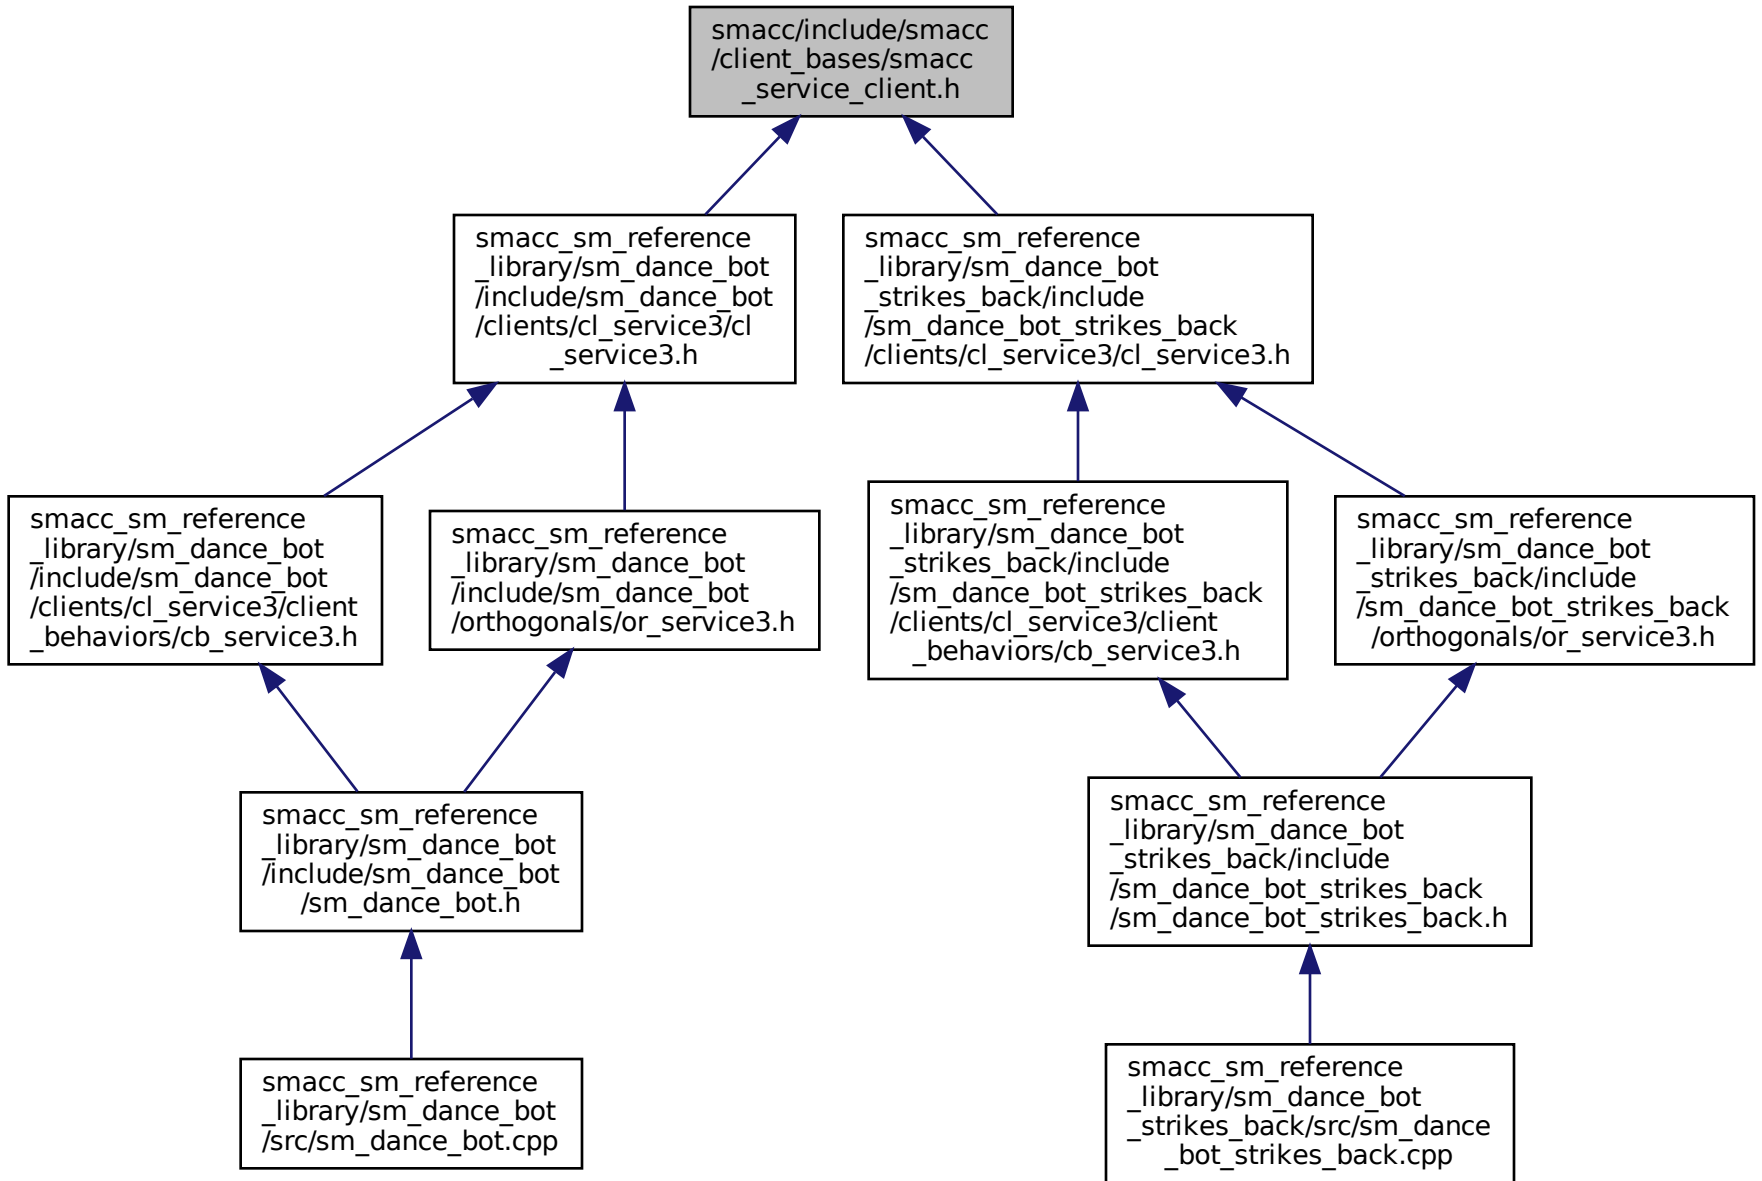 smacc/include/smacc
/client_bases/smacc
_service_client.h
smacc_sm_reference
_library/sm_dance_bot
/include/sm_dance_bot
/clients/cl_service3/cl
_service3.h
smacc_sm_reference
_library/sm_dance_bot
_strikes_back/include
/sm_dance_bot_strikes_back
/clients/cl_service3/cl_service3.h
smacc_sm_reference
_library/sm_dance_bot
/include/sm_dance_bot
/clients/cl_service3/client
_behaviors/cb_service3.h
smacc_sm_reference
_library/sm_dance_bot
/include/sm_dance_bot
/orthogonals/or_service3.h
smacc_sm_reference
_library/sm_dance_bot
_strikes_back/include
/sm_dance_bot_strikes_back
/clients/cl_service3/client
_behaviors/cb_service3.h
smacc_sm_reference
_library/sm_dance_bot
_strikes_back/include
/sm_dance_bot_strikes_back
/orthogonals/or_service3.h
smacc_sm_reference
_library/sm_dance_bot
/include/sm_dance_bot
/sm_dance_bot.h
smacc_sm_reference
_library/sm_dance_bot
_strikes_back/include
/sm_dance_bot_strikes_back
/sm_dance_bot_strikes_back.h
smacc_sm_reference
_library/sm_dance_bot
/src/sm_dance_bot.cpp
smacc_sm_reference
_library/sm_dance_bot
_strikes_back/src/sm_dance
_bot_strikes_back.cpp